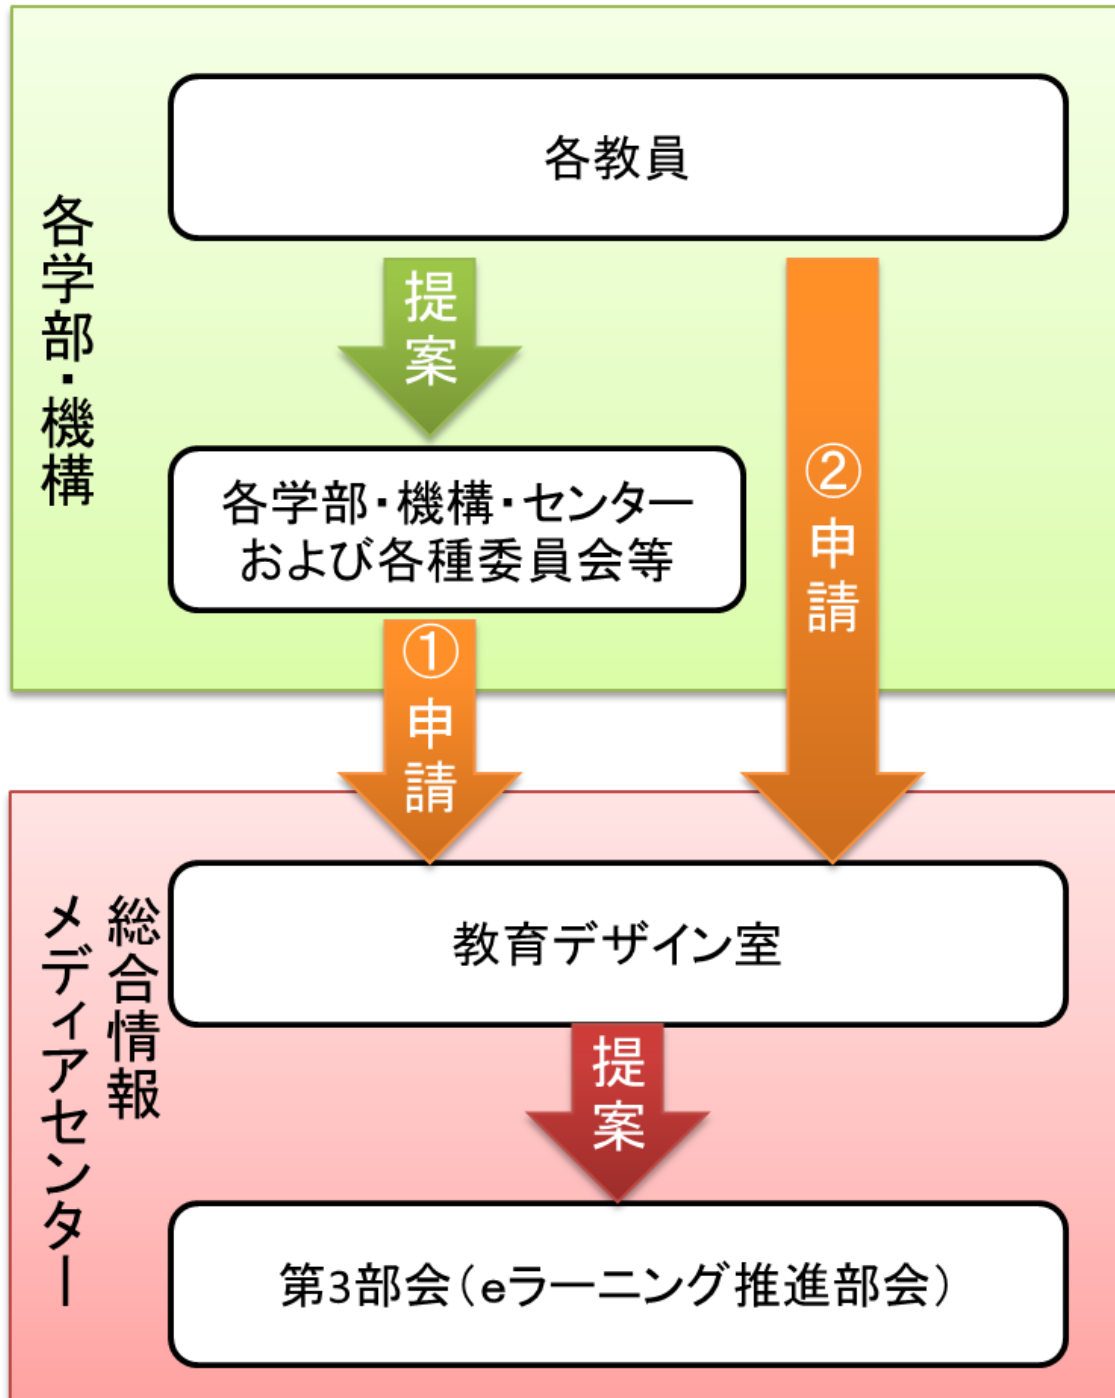 各学部・機構
各教員
提案
各学部・機構・センター
および各種委員会等
①申請
②申請
総合情報
メディアセンター
教育デザイン室
提案
第3部会(eラーニング推進部会)